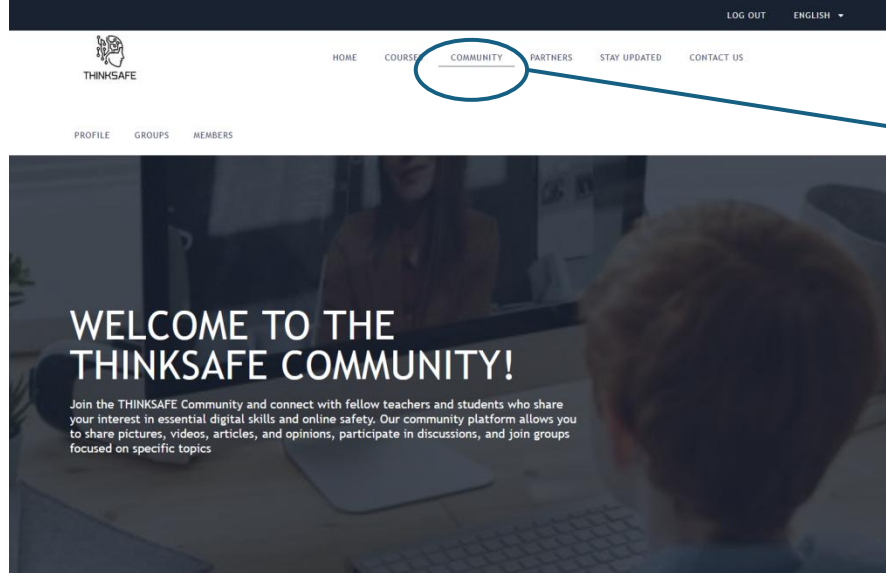 LOG OUT ENGLISH
THINKSAFE
HOME COURSES COMMUNITY PARTNERS STAY UPDATED CONTACT US
PROFILE GROUPS MEMBERS
WELCOME TO THE
THINKSAFE COMMUNITY!
Join the THINKSAFE Community and connect with fellow teachers and students who share
your interest in essential digital skills and online safety. Our community platform allows you
to share pictures, videos, articles, and opinions, participate in discussions, and join groups
focused on specific topics